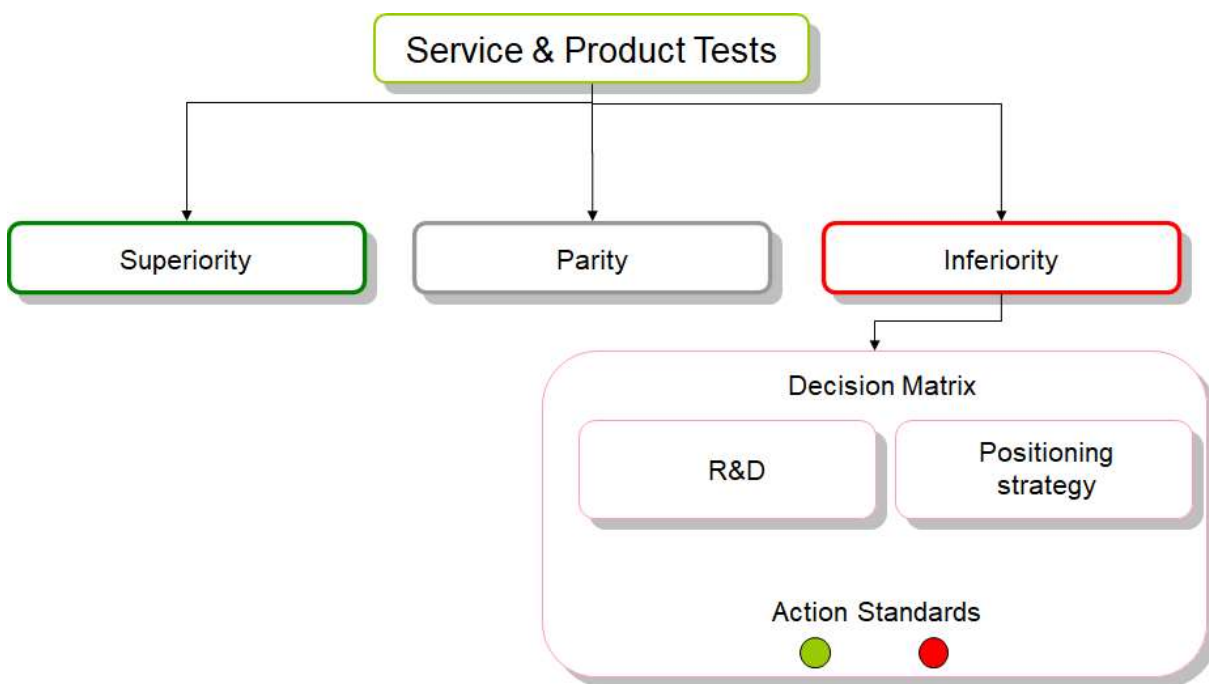 Service & Product Tests
Superiority
Parity
Inferiority
Decision Matrix
R&D
Positioning
strategy
Action Standards